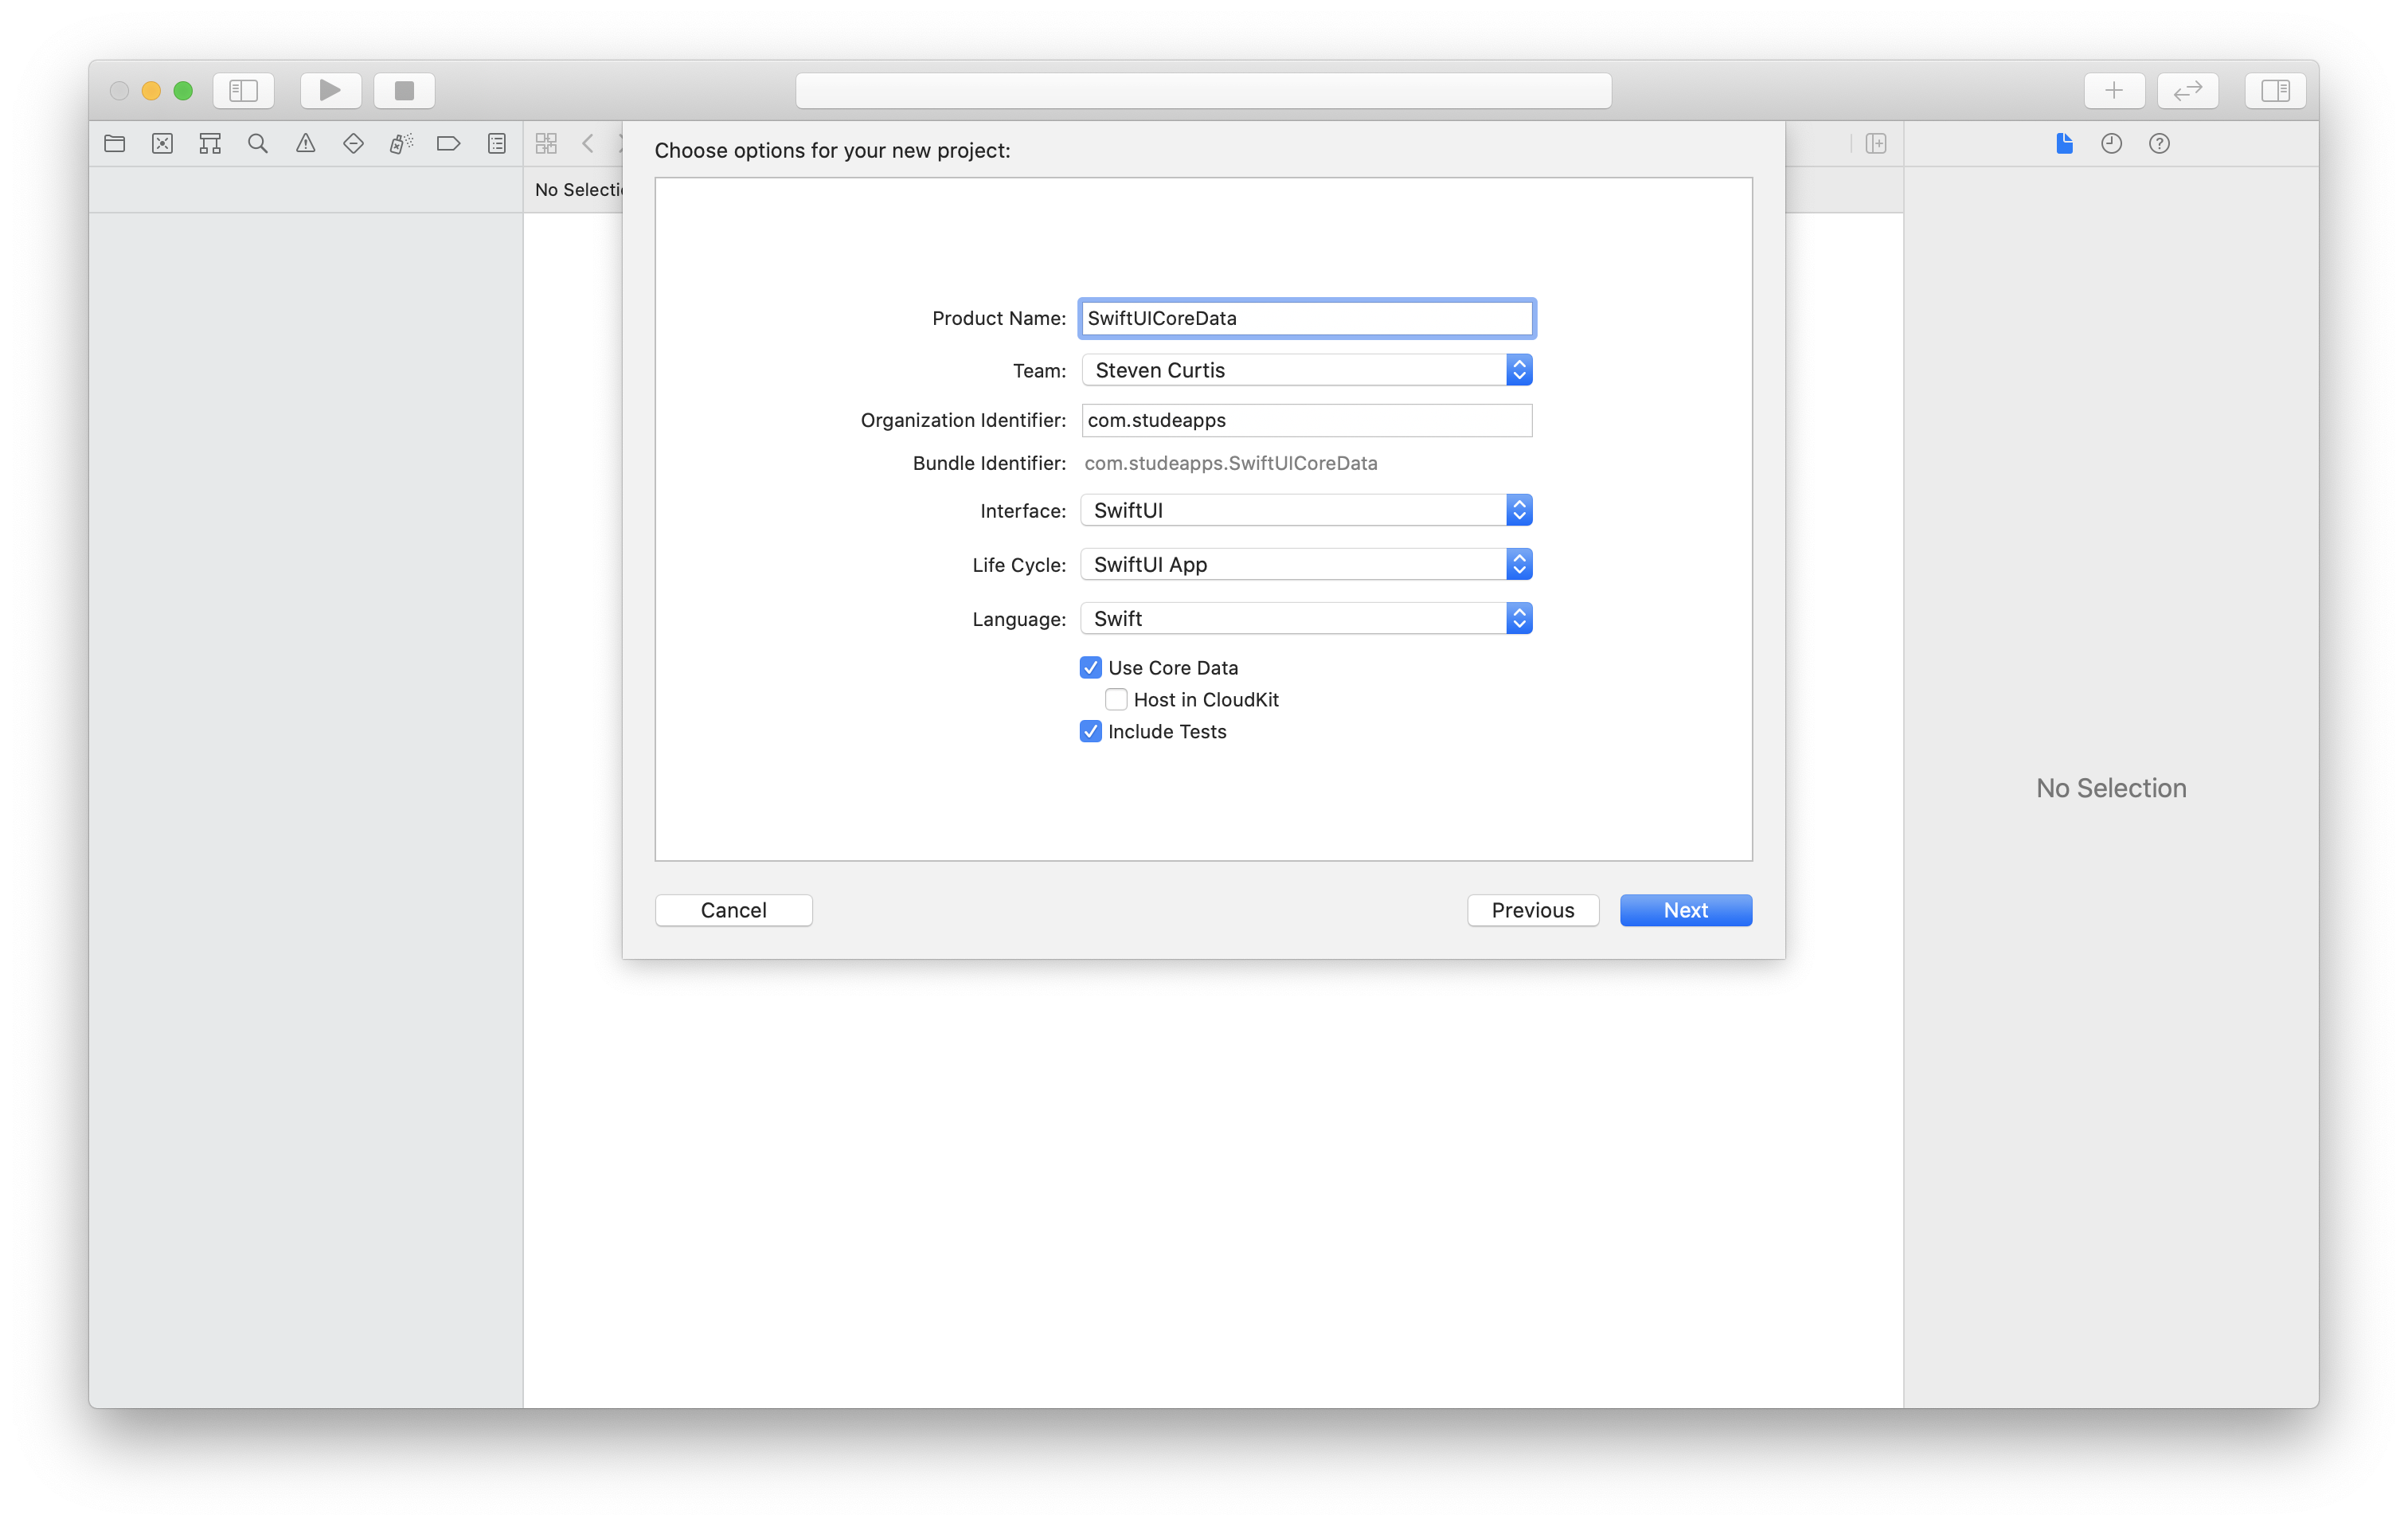 Choose options for your new project:
No Selecti
Product Name: SwiftUICoreData
Team: Steven Curtis
Organization Identifier: com.studeapps
Bundle Identifier: com.studeapps.SwiftUICoreData
Interface: SwiftUI
Life Cycle: SwiftUI App
Language: Swift
Use Core Data
Host in CloudKit
Include Tests
No Selection
Cancel Previous Next